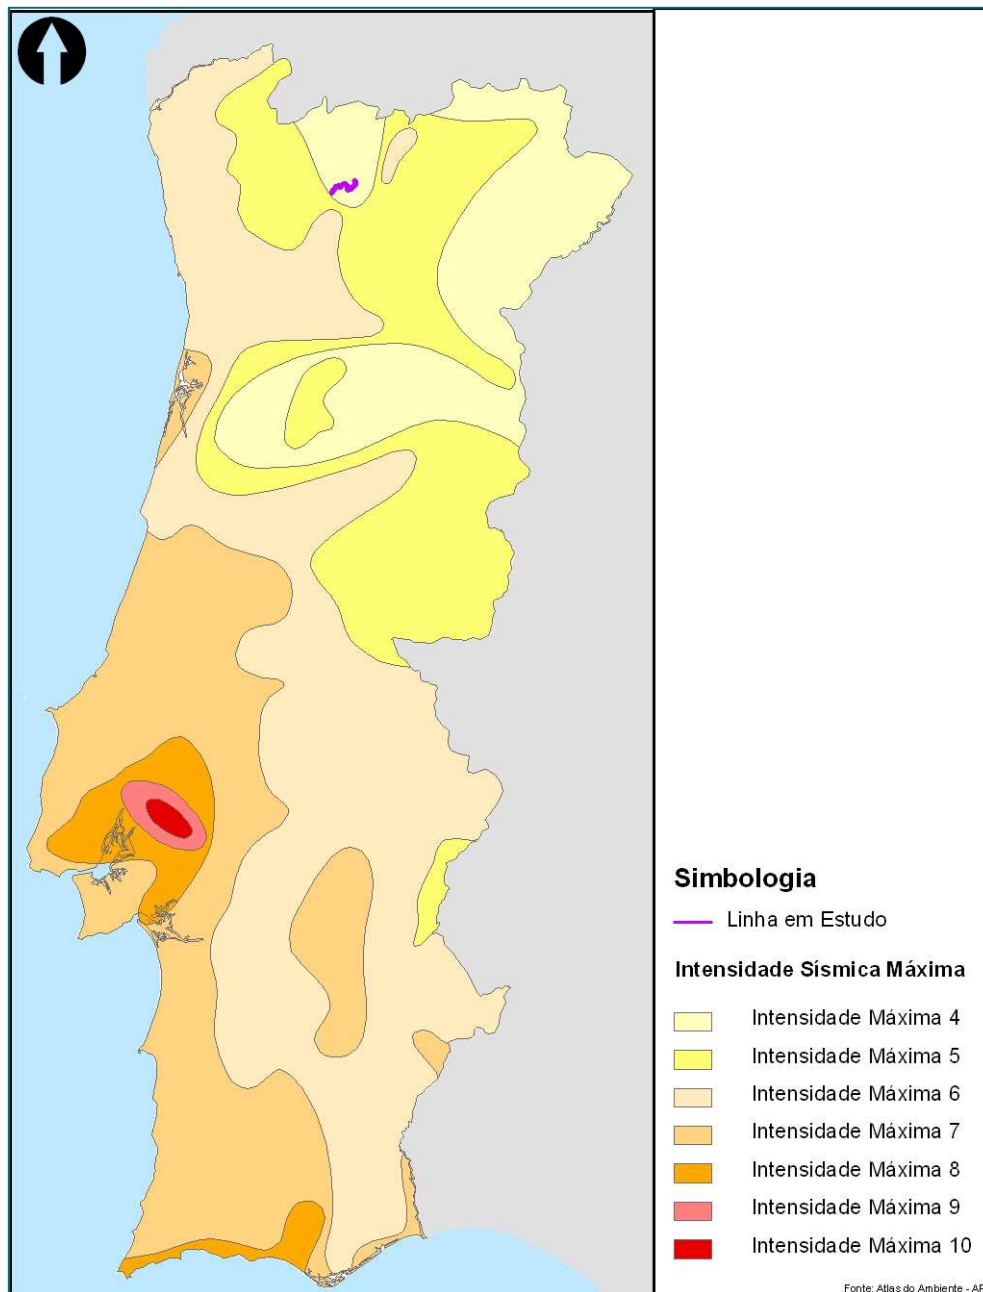 Simbologia
Linha em Estudo
Intensidade Sísmica Máxima
Intensidade Máxima 4
Intensidade Máxima 5
Intensidade Máxima 6
Intensidade Máxima 7
Intensidade Máxima 8
Intensidade Máxima 9
Intensidade Máxima 10
Fonte: Atlas do Ambiente - AP